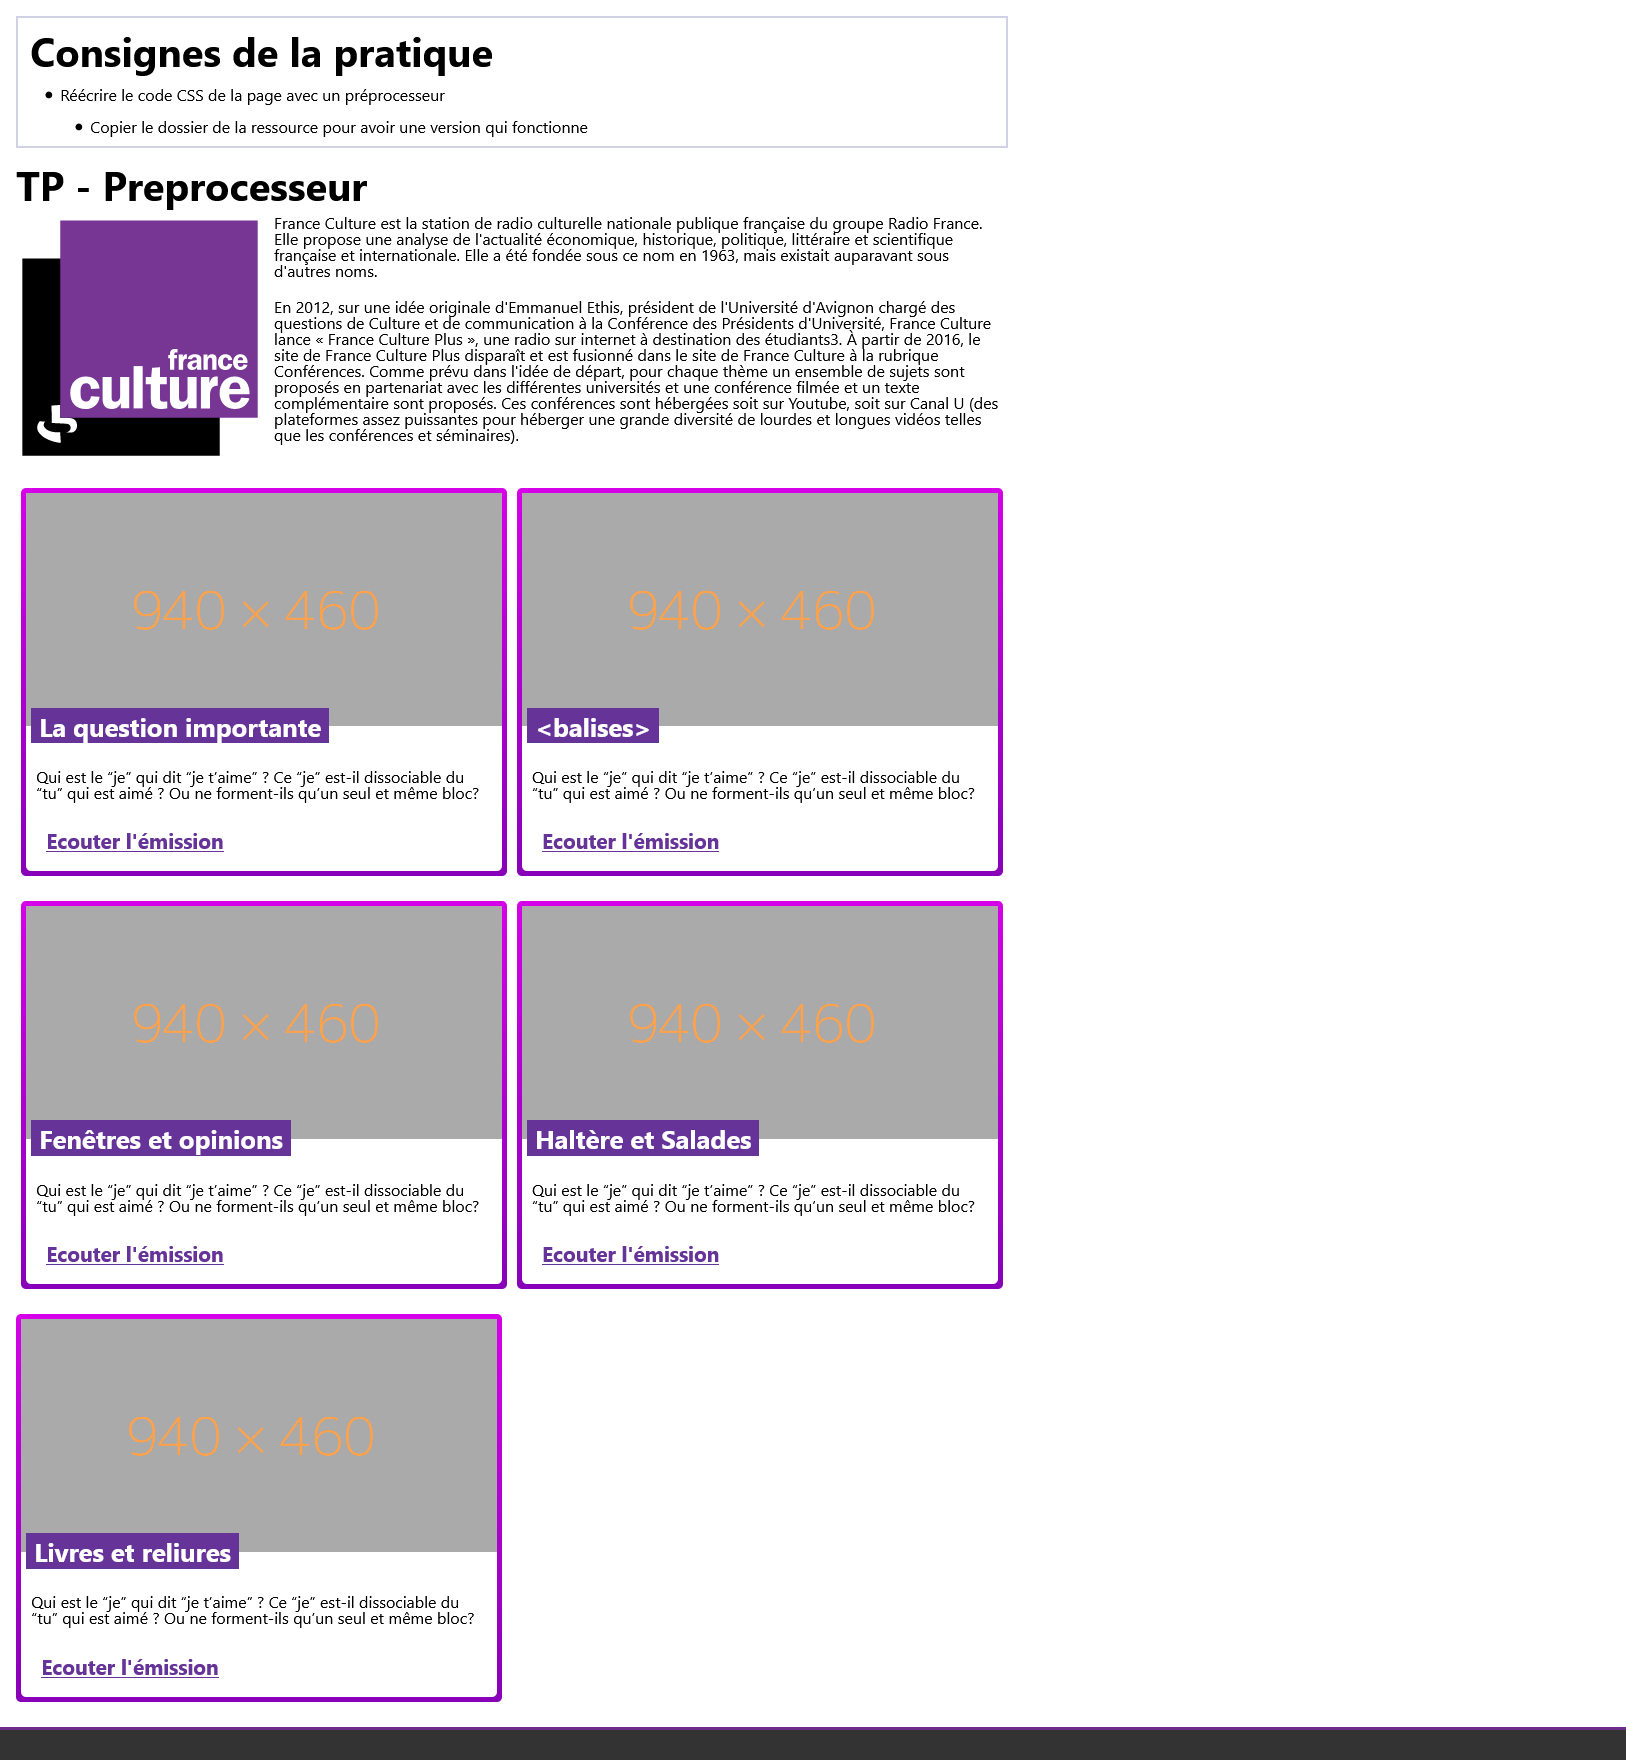 Consignes de la pratique
Réécrire le code CSS de la page avec un préprocesseur
Copier le dossier de la ressource pour avoir une version qui fonctionne
TP - Preprocesseur
france
culture
France Culture est la station de radio culturelle nationale publique française du groupe Radio France.
Elle propose une analyse de l'actualité économique, historique, politique, littéraire et scientifique
française et internationale. Elle a été fondée sous ce nom en 1963, mais existait auparavant sous
d'autres noms.
En 2012, sur une idée originale d'Emmanuel Ethis, président de l'Université d'Avignon chargé des
questions de Culture et de communication à la Conférence des Présidents d'Université, France Culture
lance « France Culture Plus », une radio sur internet à destination des étudiants3. À partir de 2016, le
site de France Culture Plus disparaît et est fusionné dans le site de France Culture à la rubrique
Conférences. Comme prévu dans l'idée de départ, pour chaque thème un ensemble de sujets sont
proposés en partenariat avec les différentes universités et une conférence filmée et un texte
complémentaire sont proposés. Ces conférences sont hébergées soit sur Youtube, soit sur Canal U (des
plateformes assez puissantes pour héberger une grande diversité de lourdes et longues vidéos telles
que les conférences et séminaires).
940 × 460
La question importante
Qui est le “je” qui dit “je t’aime” ? Ce “je” est-il dissociable du
“tu” qui est aimé ? Ou ne forment-ils qu’un seul et même bloc?
Ecouter l'émission
940 × 460
<balises>
Qui est le “je” qui dit “je t’aime” ? Ce “je” est-il dissociable du
“tu” qui est aimé ? Ou ne forment-ils qu’un seul et même bloc?
Ecouter l'émission
940 × 460
Fenêtres et opinions
Qui est le “je” qui dit “je t’aime” ? Ce “je” est-il dissociable du
“tu” qui est aimé ? Ou ne forment-ils qu’un seul et même bloc?
Ecouter l'émission
940 × 460
Haltère et Salades
Qui est le “je” qui dit “je t’aime” ? Ce “je” est-il dissociable du
“tu” qui est aimé ? Ou ne forment-ils qu’un seul et même bloc?
Ecouter l'émission
940 × 460
Livres et reliures
Qui est le “je” qui dit “je t’aime” ? Ce “je” est-il dissociable du
“tu” qui est aimé ? Ou ne forment-ils qu’un seul et même bloc?
Ecouter l'émission